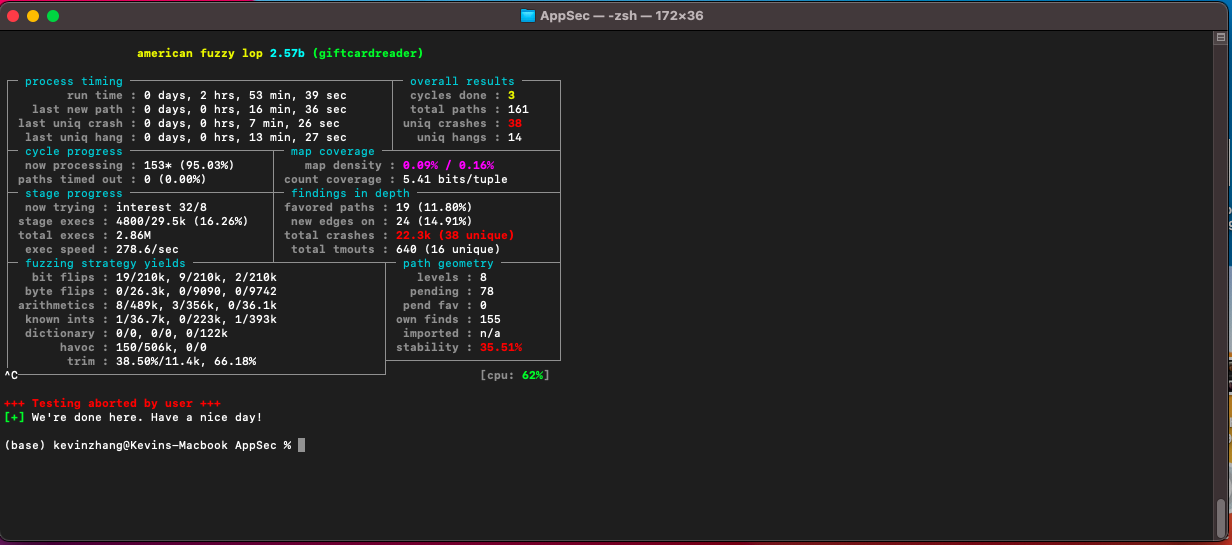 AppSec — -zsh — 172×36
american fuzzy lop 2.57b (giftcardreader)
process timing overall results
run time : 0 days, 2 hrs, 53 min, 39 sec cycles done : 3
last new path : 0 days, 0 hrs, 16 min, 36 sec total paths : 161
last uniq crash : 0 days, 0 hrs, 7 min, 26 sec uniq crashes : 38
last uniq hang : 0 days, 0 hrs, 13 min, 27 sec uniq hangs : 14
cycle progress map coverage
now processing : 153* (95.03%) map density : 0.09% / 0.16%
paths timed out : 0 (0.00%) count coverage : 5.41 bits/tuple
stage progress findings in depth
now trying : interest 32/8 favored paths : 19 (11.80%)
stage execs : 4800/29.5k (16.26%) new edges on : 24 (14.91%)
total execs : 2.86M total crashes : 22.3k (38 unique)
exec speed : 278.6/sec total tmouts : 640 (16 unique)
fuzzing strategy yields path geometry
bit flips : 19/210k, 9/210k, 2/210k levels : 8
byte flips : 0/26.3k, 0/9090, 0/9742 pending : 78
arithmetics : 8/489k, 3/356k, 0/36.1k pend fav : 0
known ints : 1/36.7k, 0/223k, 1/393k own finds : 155
dictionary : 0/0, 0/0, 0/122k imported : n/a
havoc : 150/506k, 0/0 stability : 35.51%
trim : 38.50%/11.4k, 66.18%
^C [cpu: 62%]
+++ Testing aborted by user +++
[+] We're done here. Have a nice day!
(base) kevinzhang@Kevins-Macbook AppSec %